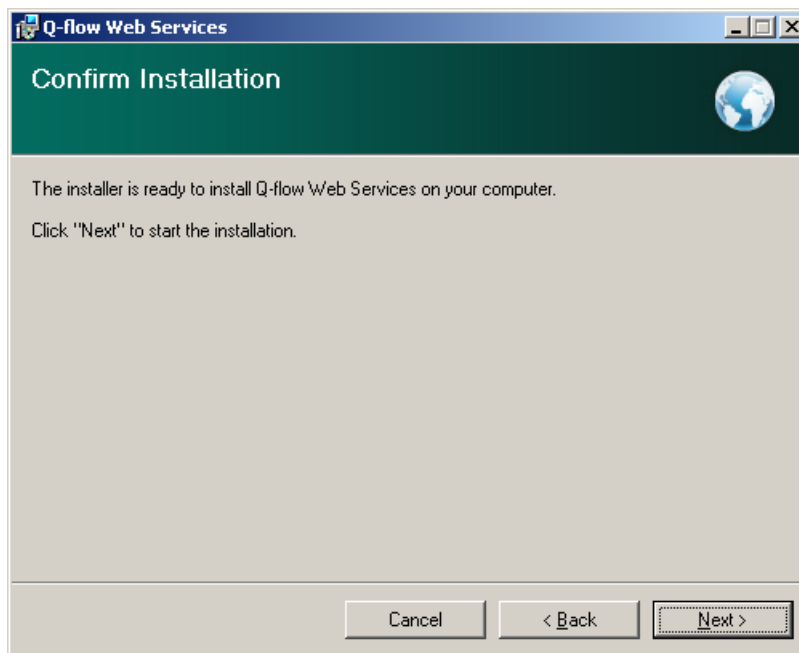 Q-flow Web Services
Confirm Installation
The installer is ready to install Q-flow Web Services on your computer.
Click "Next" to start the installation.
Cancel
< Back
Next >